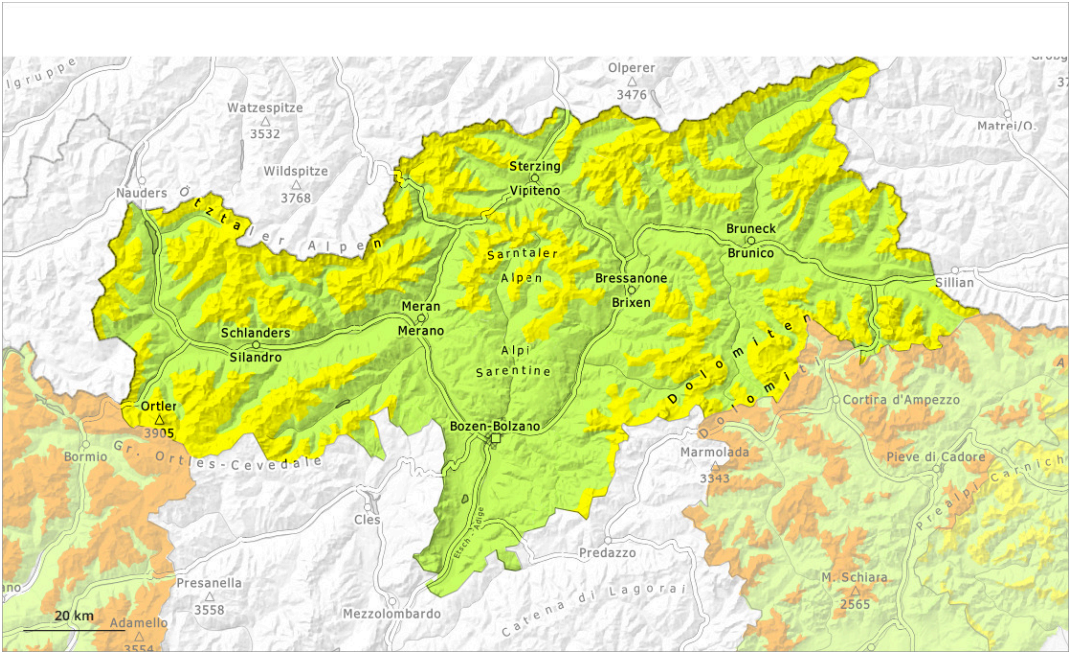 lgruppe
Olperer
3476
Watzespitze
3532
Matrei/O.
Sterzing
Vipiteno
Wildspitze
3768
Nauders
Ötztaler Alpen
Bruneck
Brunico
Sarntaler
Alpen
Bressanone
Brixen
Sillian
Meran
Merano
Schlanders
Silandro
Alpi
Sarentine
Dolomiten
Dolomiti
Ortler
3905
Cortina d'Ampezzo
Bozen-Bolzano
Gr. Ortles-Cevedale
Bormio
Marmolada
3343
Pieve di Cadore
Prealpi Carnich
Cles
Etsch - Adige
Predazzo
Presanella
3558
M. Schiara
2565
ano
Mezzolombardo
Catena di Lagorai
20 km
Adamello
3554